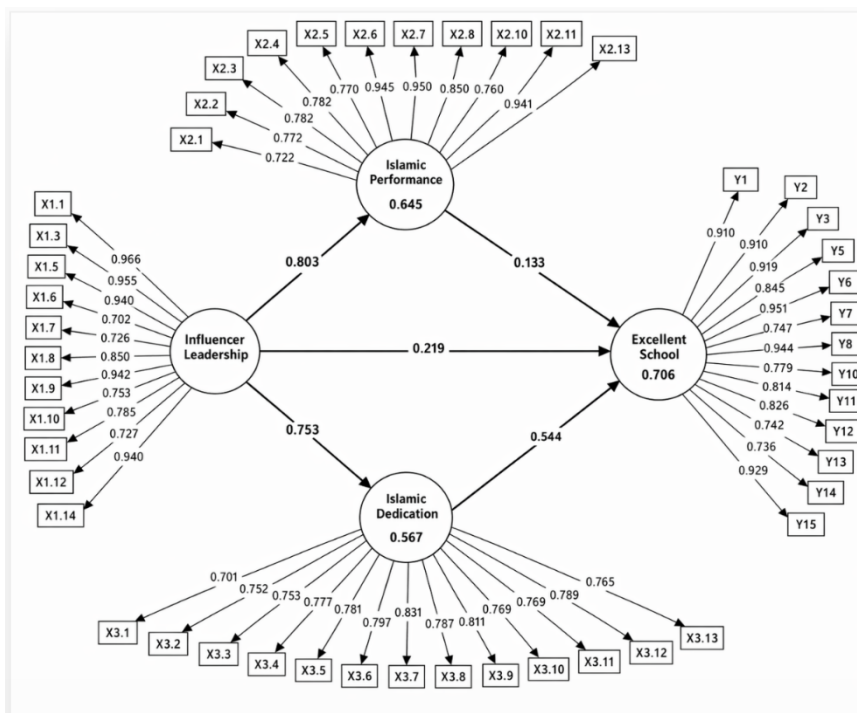 X2.1
X2.2
X2.3
X2.4
X2.5
X2.6
X2.7
X2.8
X2.10
X2.11
X2.13
0.722
0.772
0.782
0.782
0.770
0.945
0.950
0.850
0.760
0.941
Islamic
Performance
0.645
X1.1
X1.3
X1.5
X1.6
X1.7
X1.8
X1.9
X1.10
X1.11
X1.12
X1.14
0.966
0.955
0.940
0.702
0.726
0.850
0.942
0.753
0.785
0.727
0.940
Influencer
Leadership
0.803
0.133
0.219
0.753
0.544
Excellent
School
0.706
0.910
0.910
0.919
0.845
0.951
0.747
0.944
0.779
0.814
0.826
0.742
0.736
0.929
Y1
Y2
Y3
Y5
Y6
Y7
Y8
Y10
Y11
Y12
Y13
Y14
Y15
Islamic
Dedication
0.567
0.701
0.752
0.753
0.777
0.781
0.797
0.831
0.787
0.811
0.769
0.769
0.789
0.765
X3.1
X3.2
X3.3
X3.4
X3.5
X3.6
X3.7
X3.8
X3.9
X3.10
X3.11
X3.12
X3.13